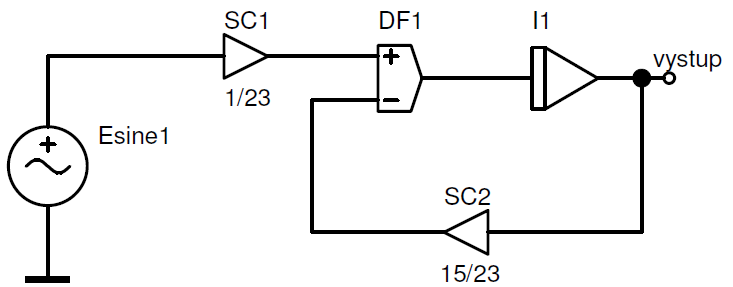 SC1
DF1
I1
vystup
1/23
Esine1
SC2
15/23